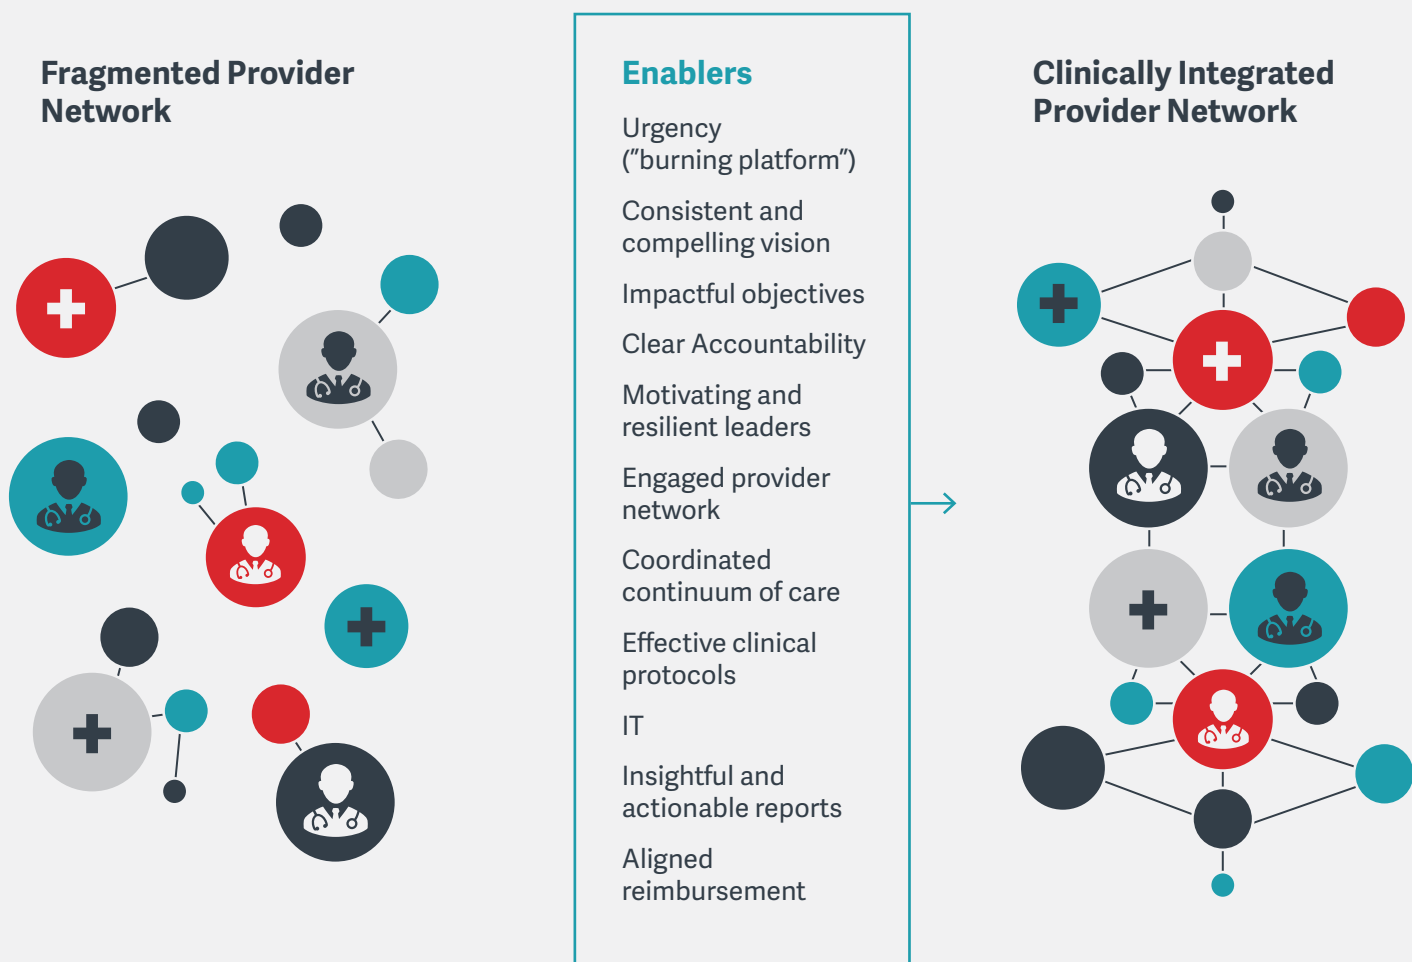 Fragmented Provider
Network
Enablers
Urgency
("burning platform")
Consistent and
compelling vision
Impactful objectives
Clear Accountability
Motivating and
resilient leaders
Engaged provider
network
Coordinated
continuum of care
Effective clinical
protocols
IT
Insightful and
actionable reports
Aligned
reimbursement
Clinically Integrated
Provider Network